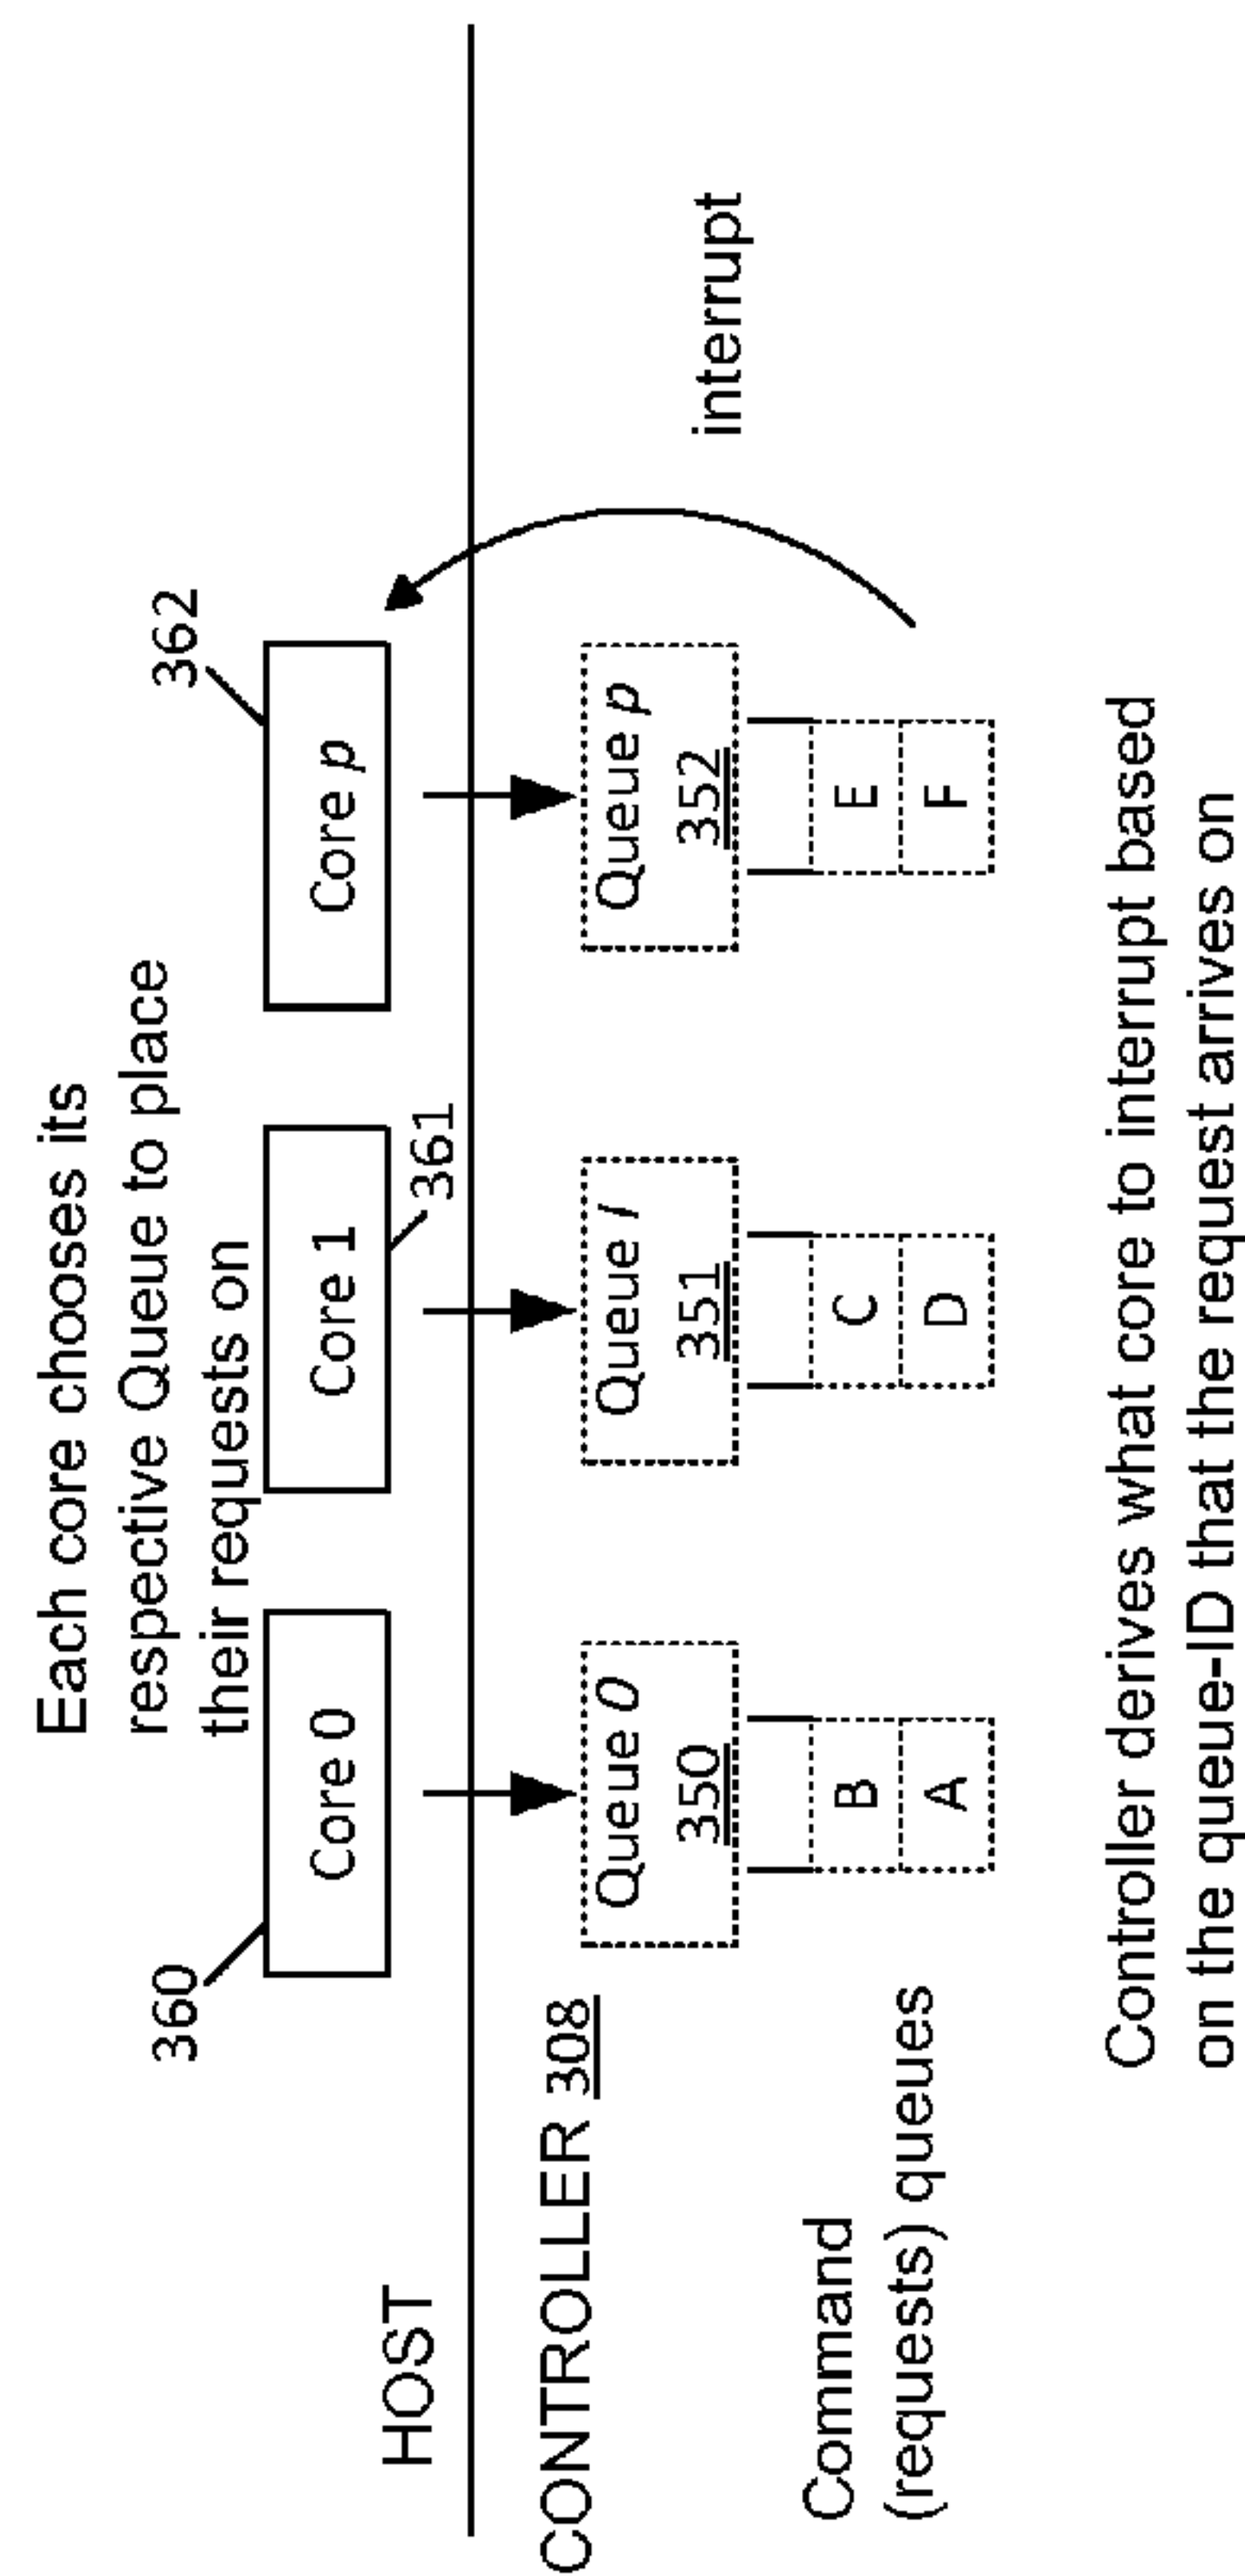 Each core chooses its
respective Queue to place
their requests on
360
362
Core 0
Core 1
Core p
361
HOST
CONTROLLER 308
interrupt
Queue 0
350
Queue I
351
Queue p
352
Command
(requests) queues
B
C
E
A
D
F
Controller derives what core to interrupt based
on the queue-ID that the request arrives on